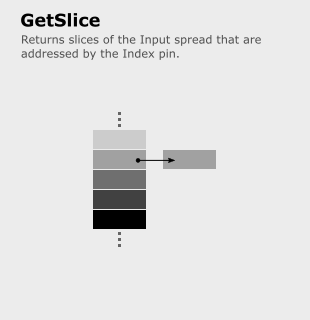 GetSlice
Returns slices of the Input spread that are
addressed by the Index pin.